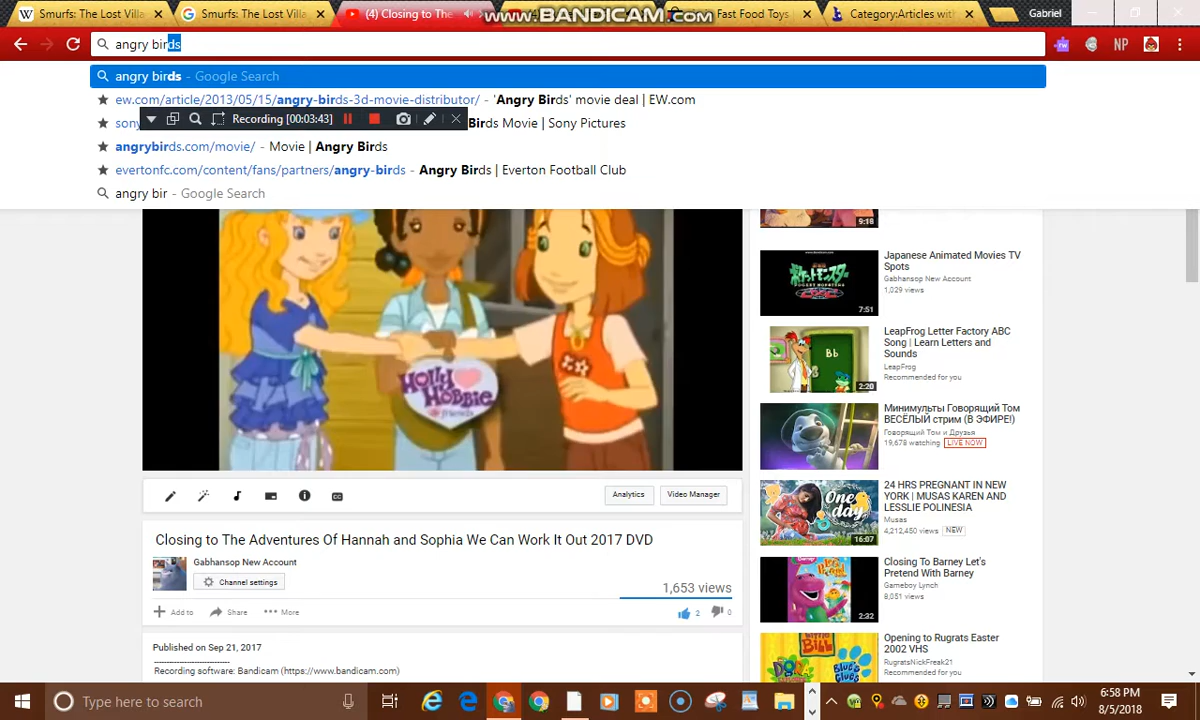 Smurfs: The Lost Villa
Smurfs: The Lost Villa
(4) Closing to The
www.BANDICAM.com
Fast Food Toys
Category:Articles with
Gabriel
angry birds
angry birds - Google Search
ew.com/article/2013/05/15/angry-birds-3d-movie-distributor/ - 'Angry Birds' movie deal | EW.com
sony
Birds Movie | Sony Pictures
Recording [00:03:43]
angrybirds.com/movie/ - Movie | Angry Birds
evertonfc.com/content/fans/partners/angry-birds - Angry Birds | Everton Football Club
angry bir - Google Search
NP
HOLLY HOBBIE
& friends
9:18
Japanese Animated Movies TV
Spots
Gabhansop New Account
1,029 views
7:51
LeapFrog Letter Factory ABC
Song | Learn Letters and
Sounds
LeapFrog
Recommended for you
Bb
2:20
Минимульты Говорящий Том
ВЕСЁЛЫЙ стрим (В ЭФИРЕ!)
Говорящий Том и Друзья
19,678 watching
LIVE NOW
24 HRS PREGNANT IN NEW
YORK | MUSAS KAREN AND
LESSLIE POLINESIA
Musas
4,212,450 views NEW
One day
16:07
Closing To Barney Let's
Pretend With Barney
Gameboy Lynch
8,051 views
2:32
Opening to Rugrats Easter
2002 VHS
RugratsNickFreak21
Recommended for you
Analytics
Video Manager
Closing to The Adventures Of Hannah and Sophia We Can Work It Out 2017 DVD
Gabhansop New Account
Channel settings
1,653 views
Add to
Share
More
2
0
Published on Sep 21, 2017
------------------------------
Recording software: Bandicam (https://www.bandicam.com)
Type here to search
6:58 PM
8/5/2018